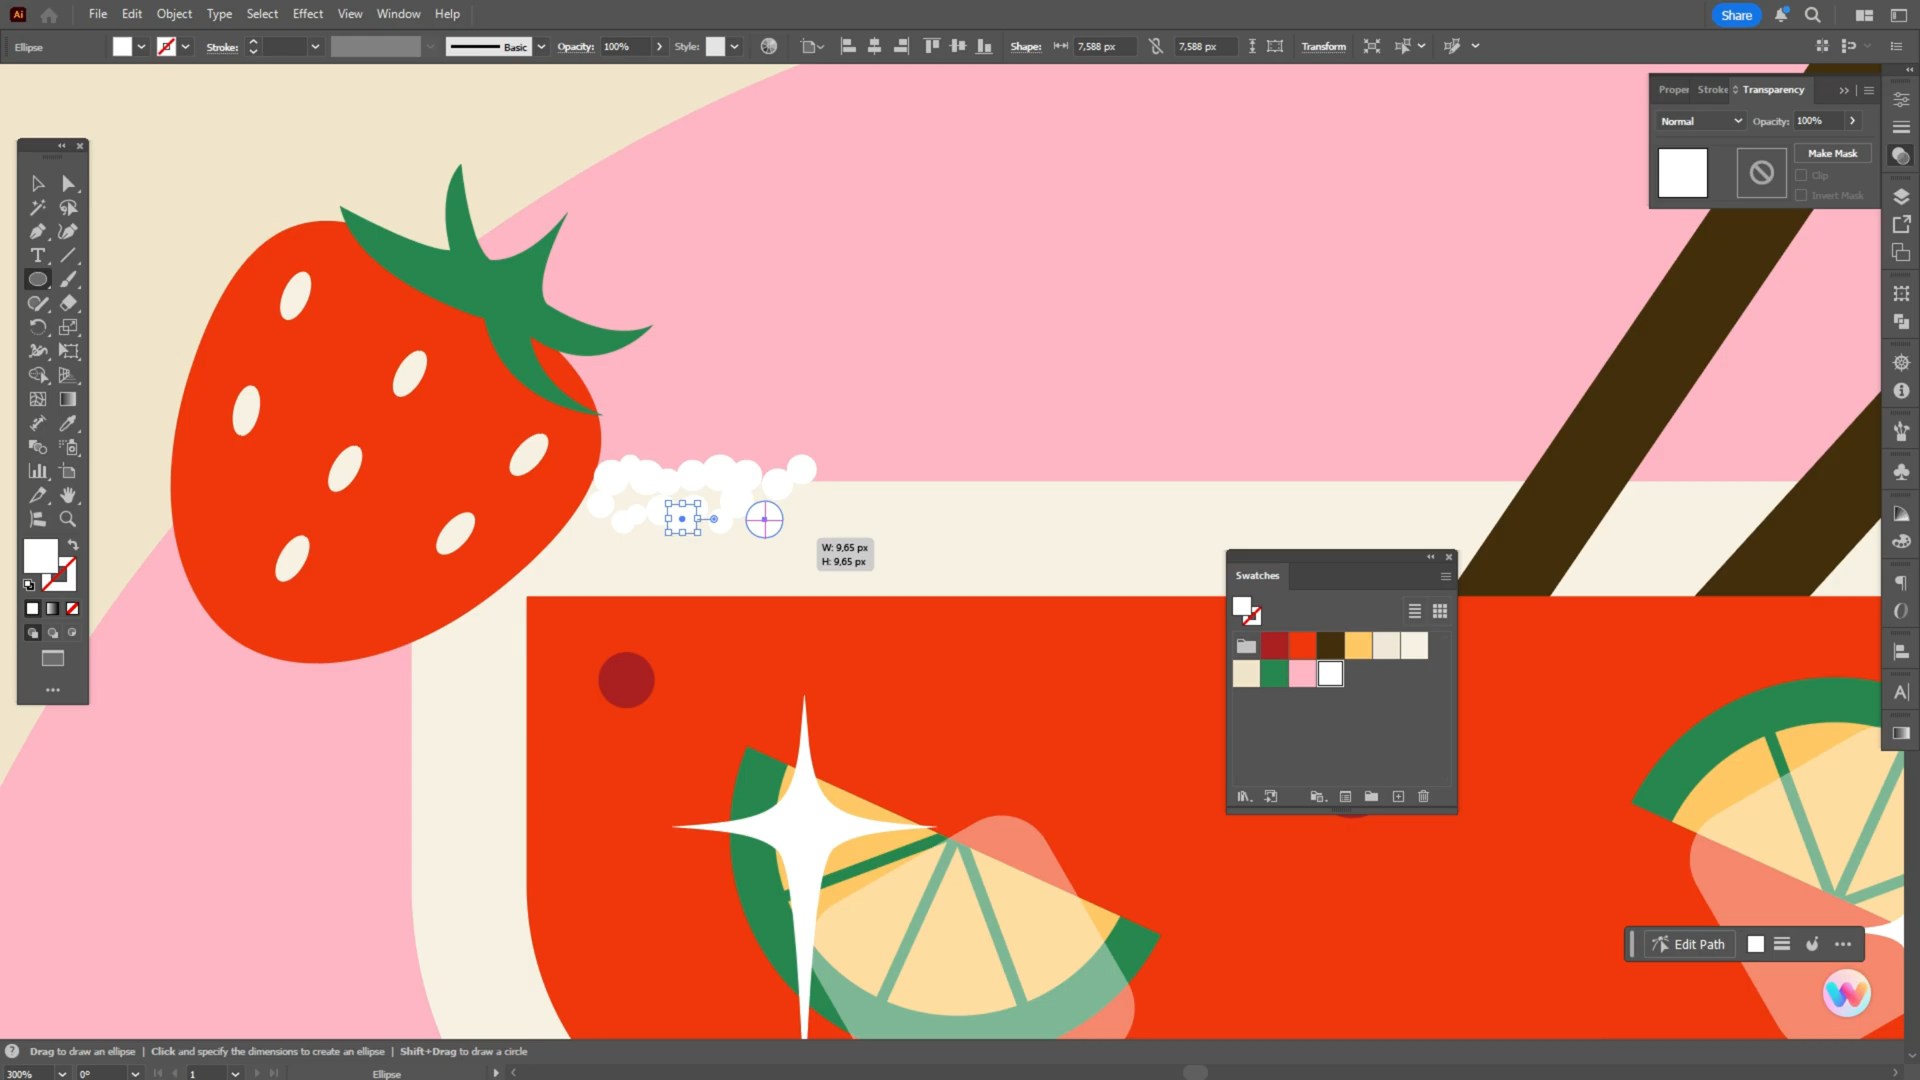 Ai File Edit Object Type Select Effect View Window Help Share
Ellipse Stroke: Basic Opacity: 100% Style: Shape: 7,588 px 7,588 px Transform
Proper Stroke Transparency
Normal Opacity: 100%
Make Mask
Clip
Invert Mask
W: 9,65 px
H: 9,65 px
Swatches
Edit Path
Drag to draw an ellipse | Click and specify the dimensions to create an ellipse | Shift+Drag to draw a circle
300% 0° 1 Ellipse